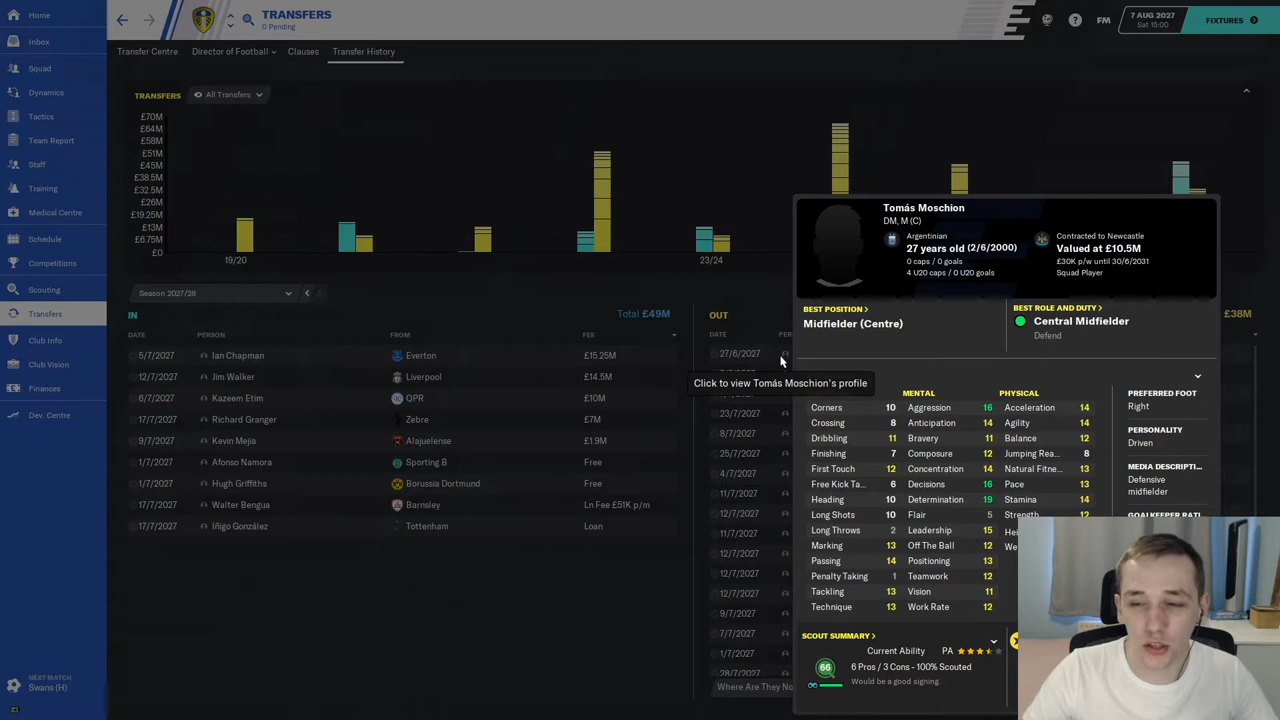 Home
TRANSFERS
0 Pending
FM
7 AUG 2027
Sat 15:00
FIXTURES
Inbox
Squad
Dynamics
Tactics
Team Report
Staff
Training
Medical Centre
Schedule
Competitions
Scouting
Transfers
Club Info
Club Vision
Finances
Dev. Centre
NEXT MATCH
Swans (H)
Transfer Centre
Director of Football
Clauses
Transfer History
TRANSFERS
All Transfers
£70M
£64M
£58M
£51M
£45M
£38.5M
£32.5M
£26M
£19.25M
£13M
£6.75M
£0
19/20
23/24
Season 2027/28
IN
Total £49M
DATE PERSON FROM FEE
5/7/2027 Ian Chapman Everton £15.25M
12/7/2027 Jim Walker Liverpool £14.5M
6/7/2027 Kazeem Etim QPR £10M
17/7/2027 Richard Granger Zebre £7M
9/7/2027 Kevin Mejia Alajuelense £1.9M
1/7/2027 Afonso Namora Sporting B Free
1/7/2027 Hugh Griffiths Borussia Dortmund Free
17/7/2027 Walter Bengua Barnsley Ln Fee £51K p/m
17/7/2027 Iñigo González Tottenham Loan
OUT
£38M
DATE
27/6/2027
23/7/2027
8/7/2027
25/7/2027
4/7/2027
11/7/2027
12/7/2027
11/7/2027
12/7/2027
12/7/2027
12/7/2027
9/7/2027
7/7/2027
1/7/2027
28/7/2027
Where Are They No
Click to view Tomás Moschion's profile
Tomás Moschion
DM, M (C)
Argentinian
27 years old (2/6/2000)
0 caps / 0 goals
4 U20 caps / 0 U20 goals
Contracted to Newcastle
Valued at £10.5M
£30K p/w until 30/6/2031
Squad Player
BEST POSITION
Midfielder (Centre)
BEST ROLE AND DUTY
Central Midfielder
Defend
MENTAL PHYSICAL
Corners 10 Aggression 16 Acceleration 14
Crossing 8 Anticipation 14 Agility 14
Dribbling 11 Bravery 11 Balance 12
Finishing 7 Composure 12 Jumping Rea... 8
First Touch 12 Concentration 14 Natural Fitne... 13
Free Kick Ta... 6 Decisions 16 Pace 13
Heading 10 Determination 19 Stamina 14
Long Shots 10 Flair 5 Strength 12
Long Throws 2 Leadership 15
Marking 13 Off The Ball 12
Passing 14 Positioning 13
Penalty Taking 1 Teamwork 12
Tackling 13 Vision 11
Technique 13 Work Rate 12
PREFERRED FOOT
Right
PERSONALITY
Driven
MEDIA DESCRIPTI...
Defensive
midfielder
SCOUT SUMMARY
Current Ability PA
66
6 Pros / 3 Cons - 100% Scouted
Would be a good signing.